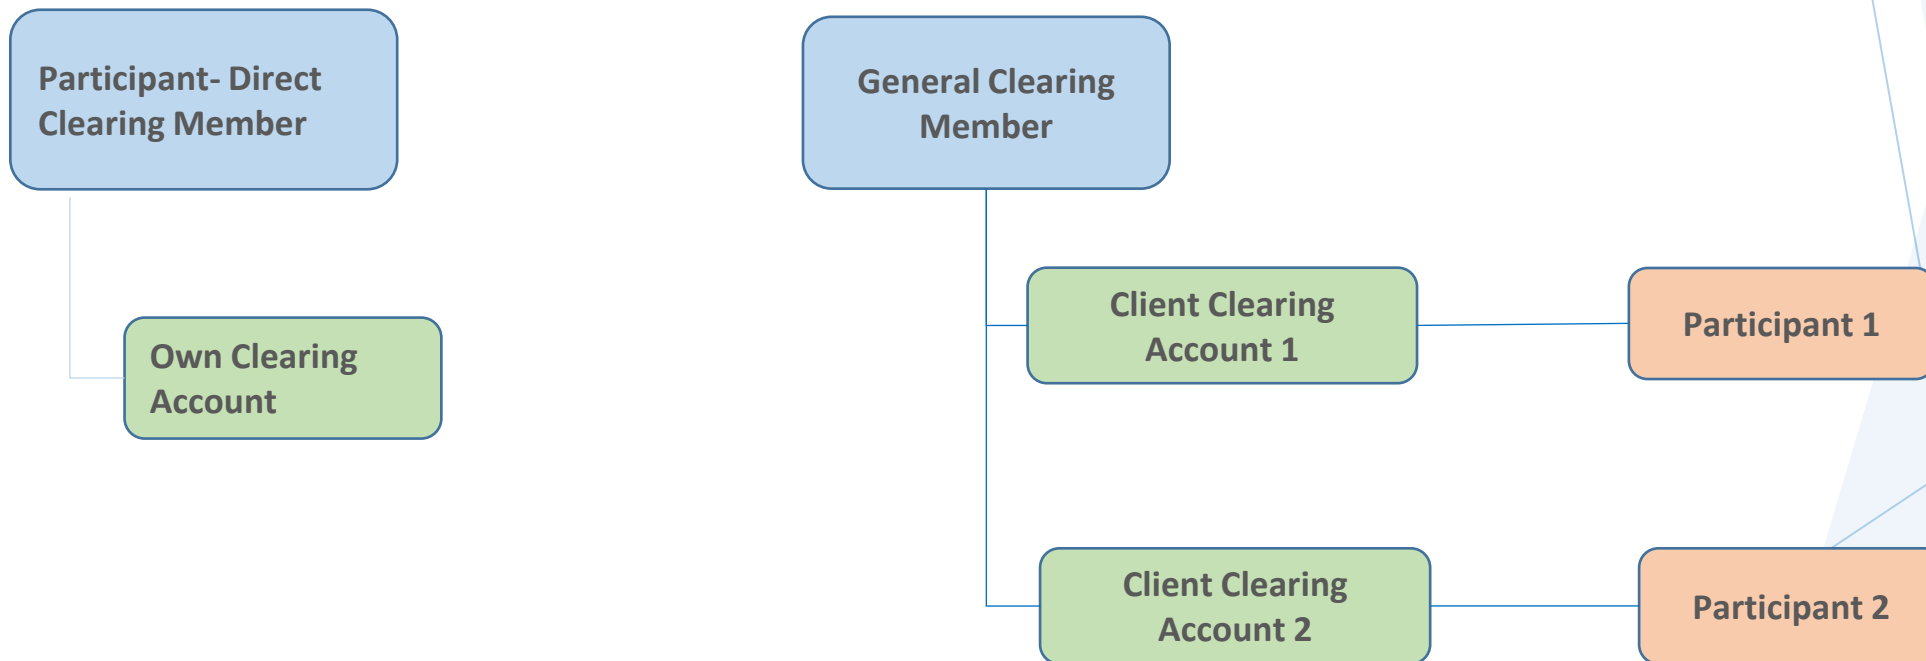 Participant- Direct
Clearing Member
Own Clearing
Account
General Clearing
Member
Client Clearing
Account 1
Participant 1
Client Clearing
Account 2
Participant 2